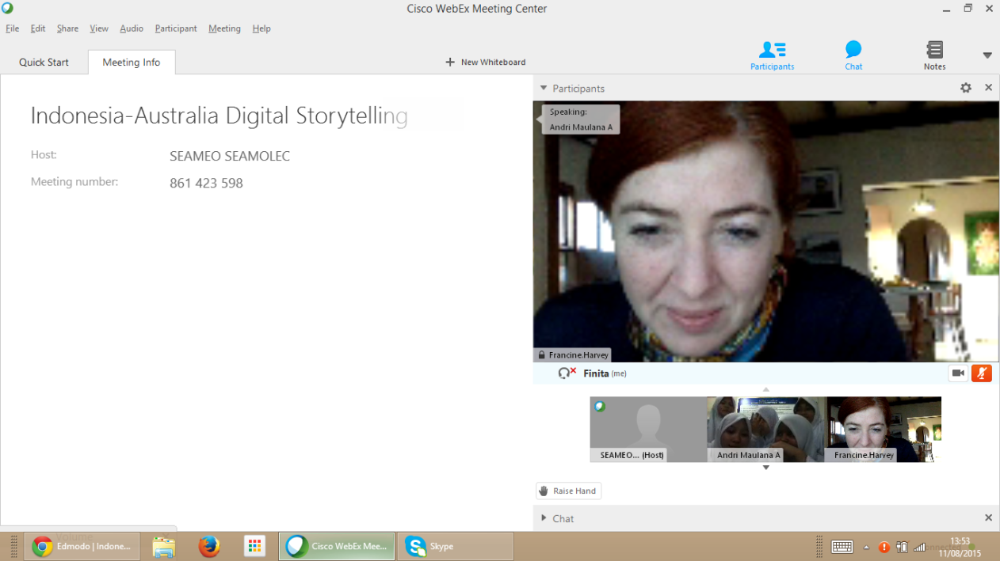 Cisco WebEx Meeting Center
File Edit Share View Audio Participant Meeting Help
Quick Start
Meeting Info
New Whiteboard
Participants
Chat
Notes
Indonesia-Australia Digital Storytelling
Host: SEAMEO SEAMOLEC
Meeting number: 861 423 598
Participants
Speaking:
Andri Maulana A
Francine.Harvey
Finita (me)
SEAMEO... (Host)
Andri Maulana A
Francine.Harvey
Raise Hand
Chat
Volume
Edmodo | Indone...
Cisco WebEx Mee...
Skype
13:53
11/08/2015